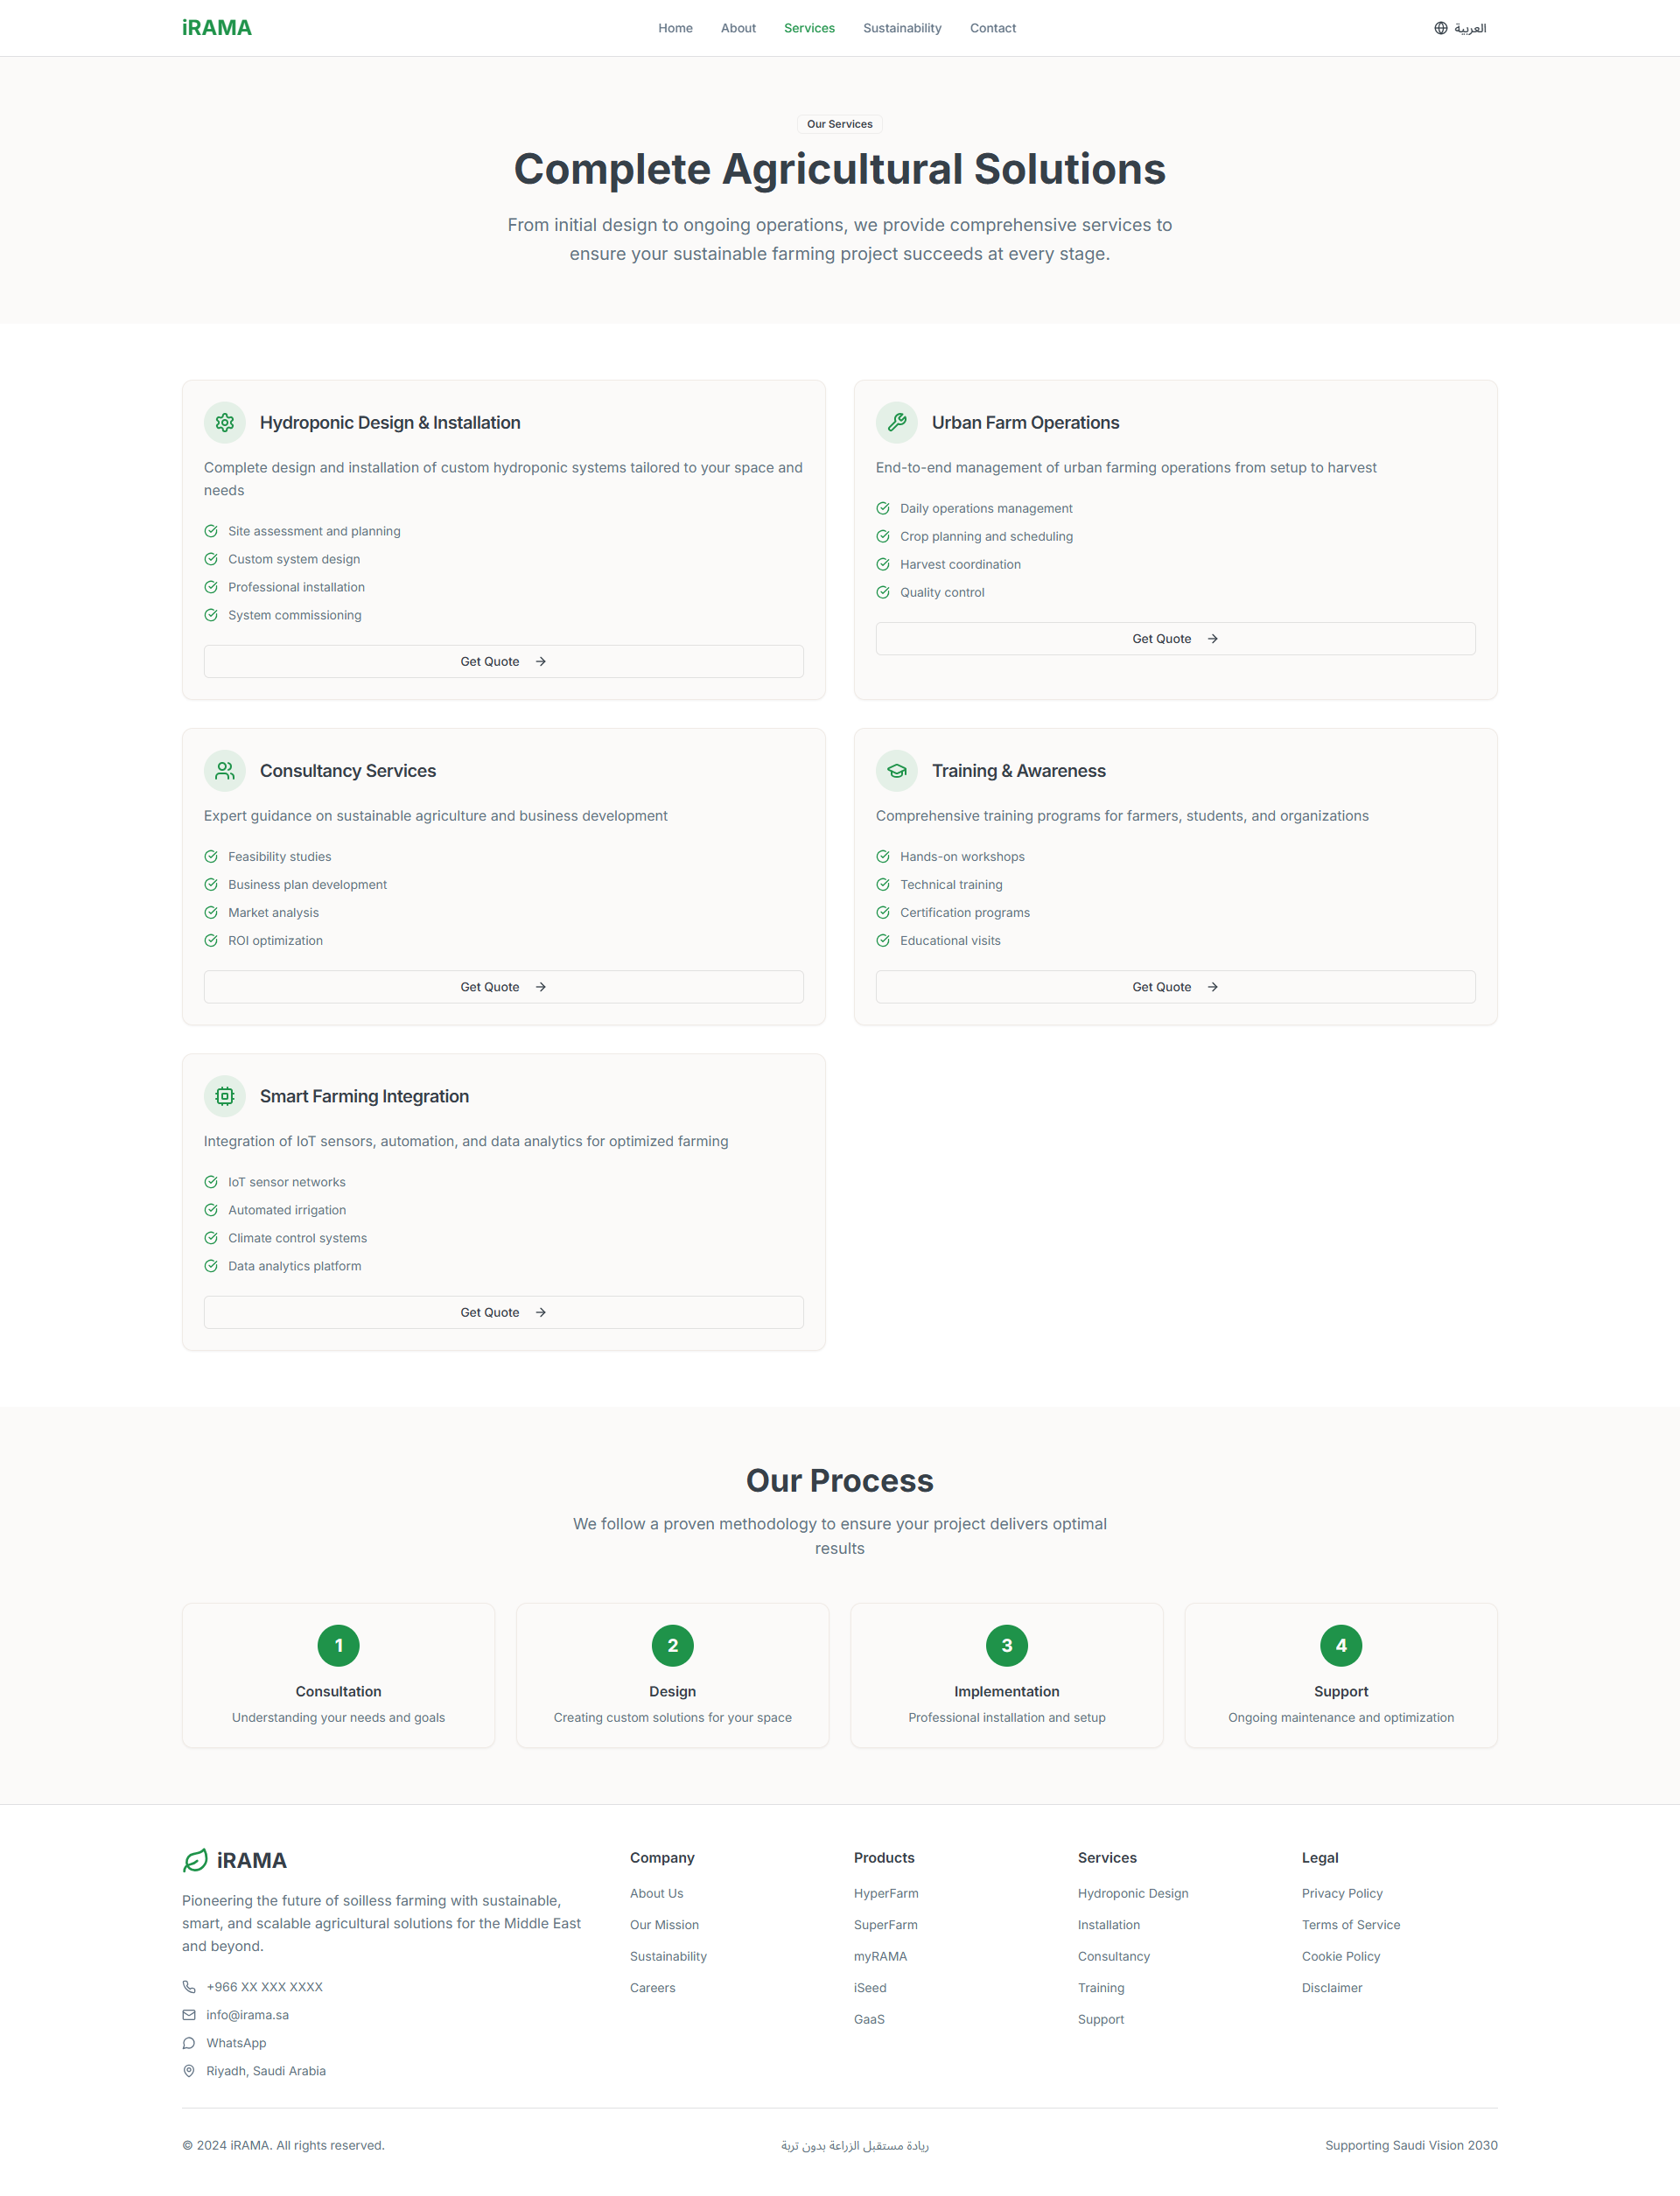 iRAMA
Home
About
Services
Sustainability
Contact
العربية
Our Services
Complete Agricultural Solutions
From initial design to ongoing operations, we provide comprehensive services to
ensure your sustainable farming project succeeds at every stage.
Hydroponic Design & Installation
Complete design and installation of custom hydroponic systems tailored to your space and
needs
Site assessment and planning
Custom system design
Professional installation
System commissioning
Get Quote
Urban Farm Operations
End-to-end management of urban farming operations from setup to harvest
Daily operations management
Crop planning and scheduling
Harvest coordination
Quality control
Get Quote
Consultancy Services
Expert guidance on sustainable agriculture and business development
Feasibility studies
Business plan development
Market analysis
ROI optimization
Get Quote
Training & Awareness
Comprehensive training programs for farmers, students, and organizations
Hands-on workshops
Technical training
Certification programs
Educational visits
Get Quote
Smart Farming Integration
Integration of IoT sensors, automation, and data analytics for optimized farming
IoT sensor networks
Automated irrigation
Climate control systems
Data analytics platform
Get Quote
Our Process
We follow a proven methodology to ensure your project delivers optimal
results
1
Consultation
Understanding your needs and goals
2
Design
Creating custom solutions for your space
3
Implementation
Professional installation and setup
4
Support
Ongoing maintenance and optimization
iRAMA
Pioneering the future of soilless farming with sustainable,
smart, and scalable agricultural solutions for the Middle East
and beyond.
+966 XX XXX XXXX
info@irama.sa
WhatsApp
Riyadh, Saudi Arabia
Company
About Us
Our Mission
Sustainability
Careers
Products
HyperFarm
SuperFarm
myRAMA
iSeed
GaaS
Services
Hydroponic Design
Installation
Consultancy
Training
Support
Legal
Privacy Policy
Terms of Service
Cookie Policy
Disclaimer
© 2024 iRAMA. All rights reserved.
ريادة مستقبل الزراعة بدون تربة
Supporting Saudi Vision 2030